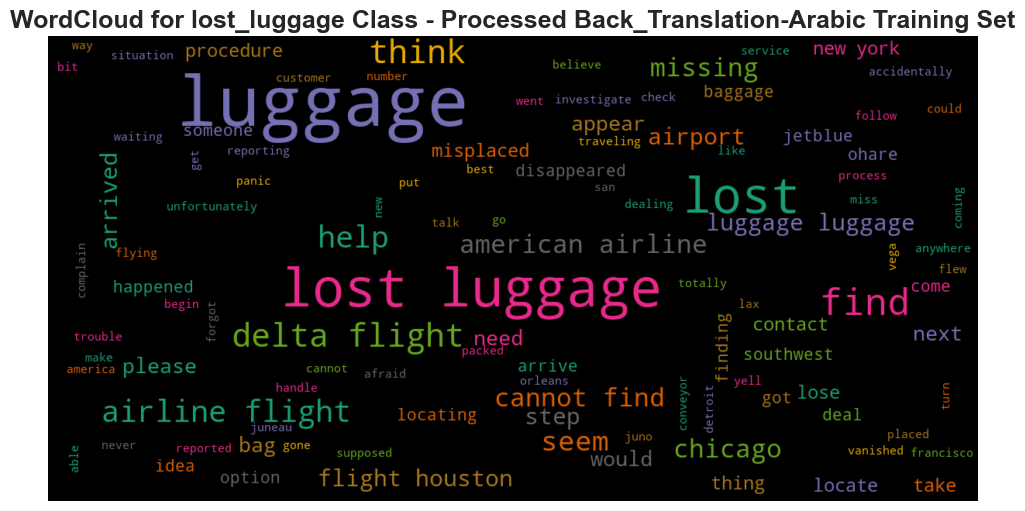 WordCloud for lost_luggage Class - Processed Back_Translation-Arabic Training Set
way
situation
procedure
think
service
new york
bit
customer
number
believe
missing
accidentally
luggage
went
investigate
check
baggage
follow
could
waiting
someone
appear
traveling
airport
jetblue
get
reporting
misplaced
like
ohare
arrived
panic
put
best
disappeared
san
process
unfortunately
new
dealing
lost
miss
coming
talk
go
luggage luggage
help
american airline
complain
flying
vega
anywhere
flew
happened
lost luggage
totally
come
begin
forgot
lax
find
trouble
delta flight
need
packed
finding
contact
next
make
america
please
cannot
afraid
arrive
southwest
handle
orleans
conveyor
detroit
yell
airline flight
juneau
locating
cannot find
step
got
lose
deal
turn
able
never
reported
bag
gone
supposed
seem
juno
chicago
placed
vanished
francisco
idea
option
flight houston
would
thing
locate
take